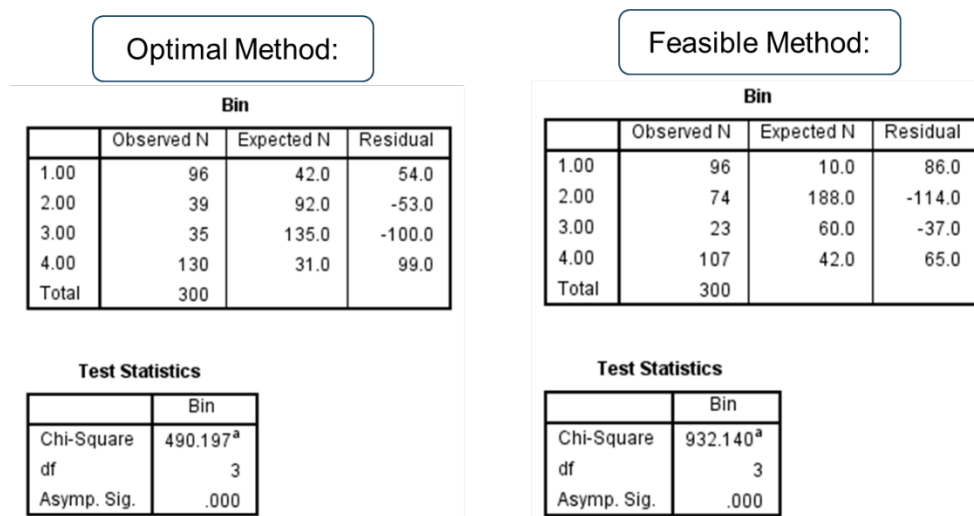 Optimal Method:
Bin
Observed N Expected N Residual
1.00 96 42.0 54.0
2.00 39 92.0 -53.0
3.00 35 135.0 -100.0
4.00 130 31.0 99.0
Total 300
Test Statistics
Bin
Chi-Square 490.197a
df 3
Asymp. Sig. .000
Feasible Method:
Bin
Observed N Expected N Residual
1.00 96 10.0 86.0
2.00 74 188.0 -114.0
3.00 23 60.0 -37.0
4.00 107 42.0 65.0
Total 300
Test Statistics
Bin
Chi-Square 932.140a
df 3
Asymp. Sig. .000